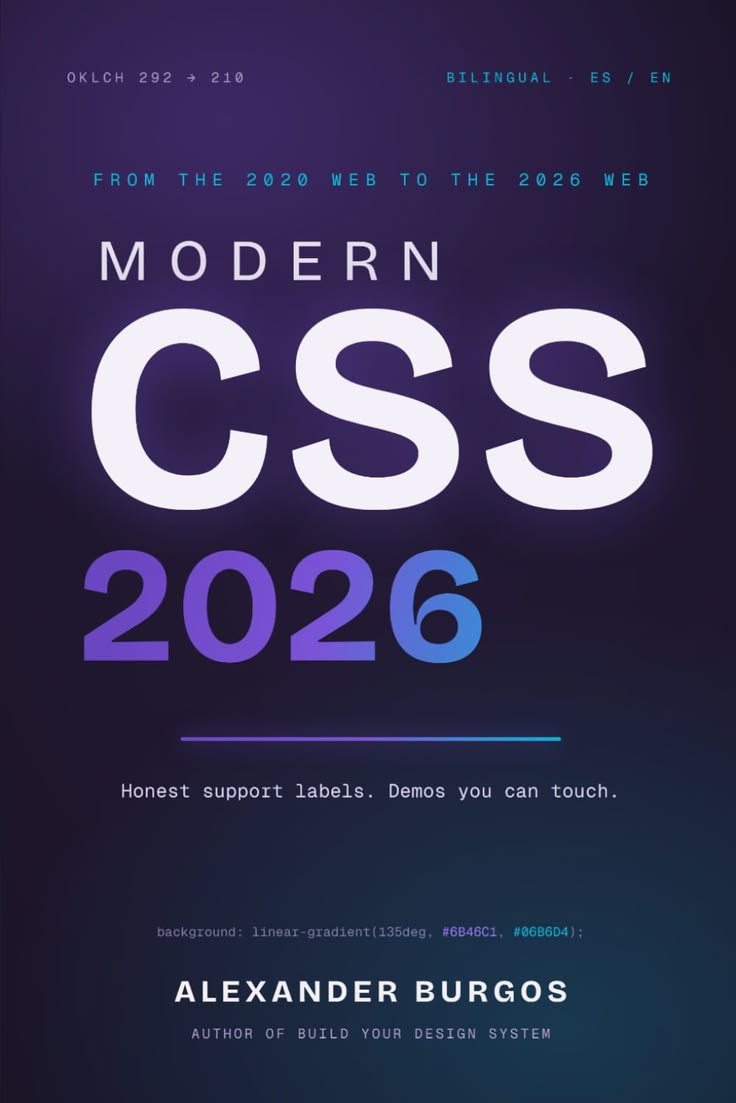 OKLCH 292 → 210
BILINGUAL · ES / EN
FROM THE 2020 WEB TO THE 2026 WEB
MODERN
CSS
2026
Honest support labels. Demos you can touch.
background: linear-gradient(135deg, #6B46C1, #06B6D4);
ALEXANDER BURGOS
AUTHOR OF BUILD YOUR DESIGN SYSTEM